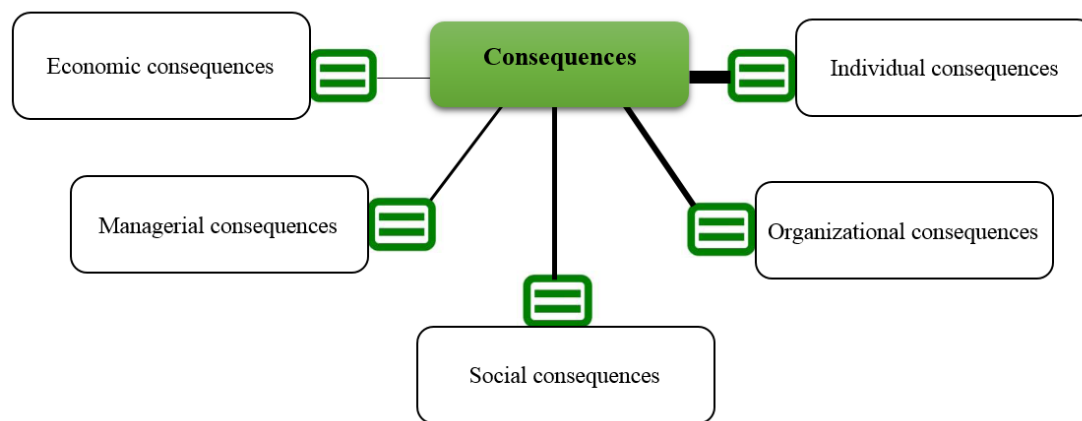 Consequences
Economic consequences
Individual consequences
Managerial consequences
Organizational consequences
Social consequences